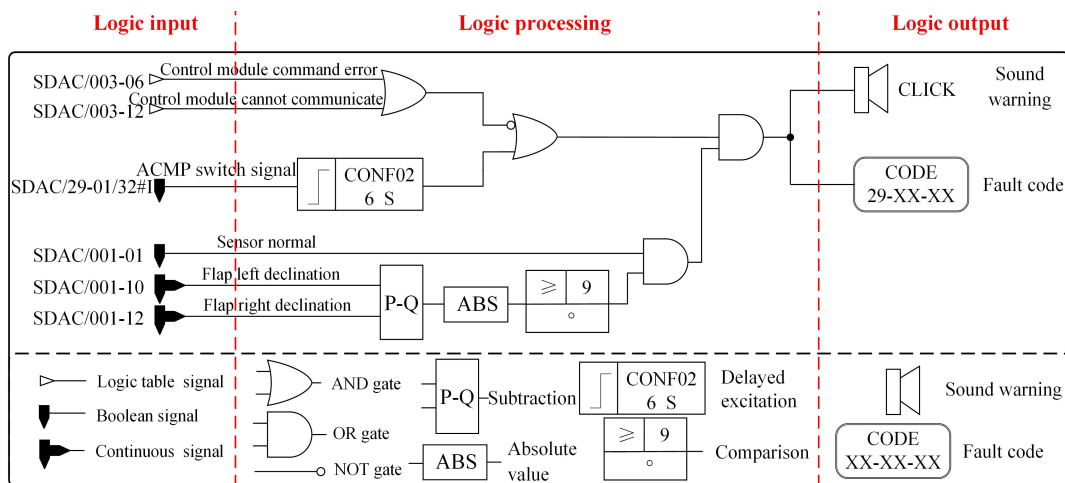 Logic input
Logic processing
Logic output
SDAC/003-06
Control module command error
SDAC/003-12
Control module cannot communicate
CLICK
Sound
warning
ACMP switch signal
SDAC/29-01/32#I
CONF02
6 S
CODE
29-XX-XX
Fault code
SDAC/001-01
Sensor normal
SDAC/001-10
Flap left declination
SDAC/001-12
Flap right declination
P-Q
ABS
≥ 9
°
Logic table signal
Boolean signal
Continuous signal
AND gate
OR gate
NOT gate
P-Q
Subtraction
ABS
Absolute
value
CONF02
6 S
Delayed
excitation
≥ 9
°
Comparison
Sound warning
CODE
XX-XX-XX
Fault code